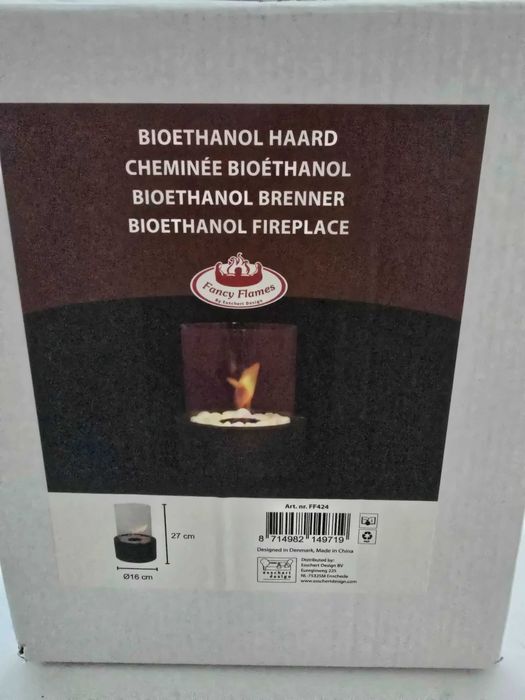 BIOETHANOL HAARD
CHEMINÉE BIOÉTHANOL
BIOETHANOL BRENNER
BIOETHANOL FIREPLACE
Fancy Flames
By Esschert Design
27 cm
Ø16 cm
Art. nr. FF424
8 714982 149719
Designed in Denmark, Made in China
esschert
design
Distributed by:
Esschert Design BV
Euregioweg 225
NL-7532SM Enschede
www.esschertdesign.com